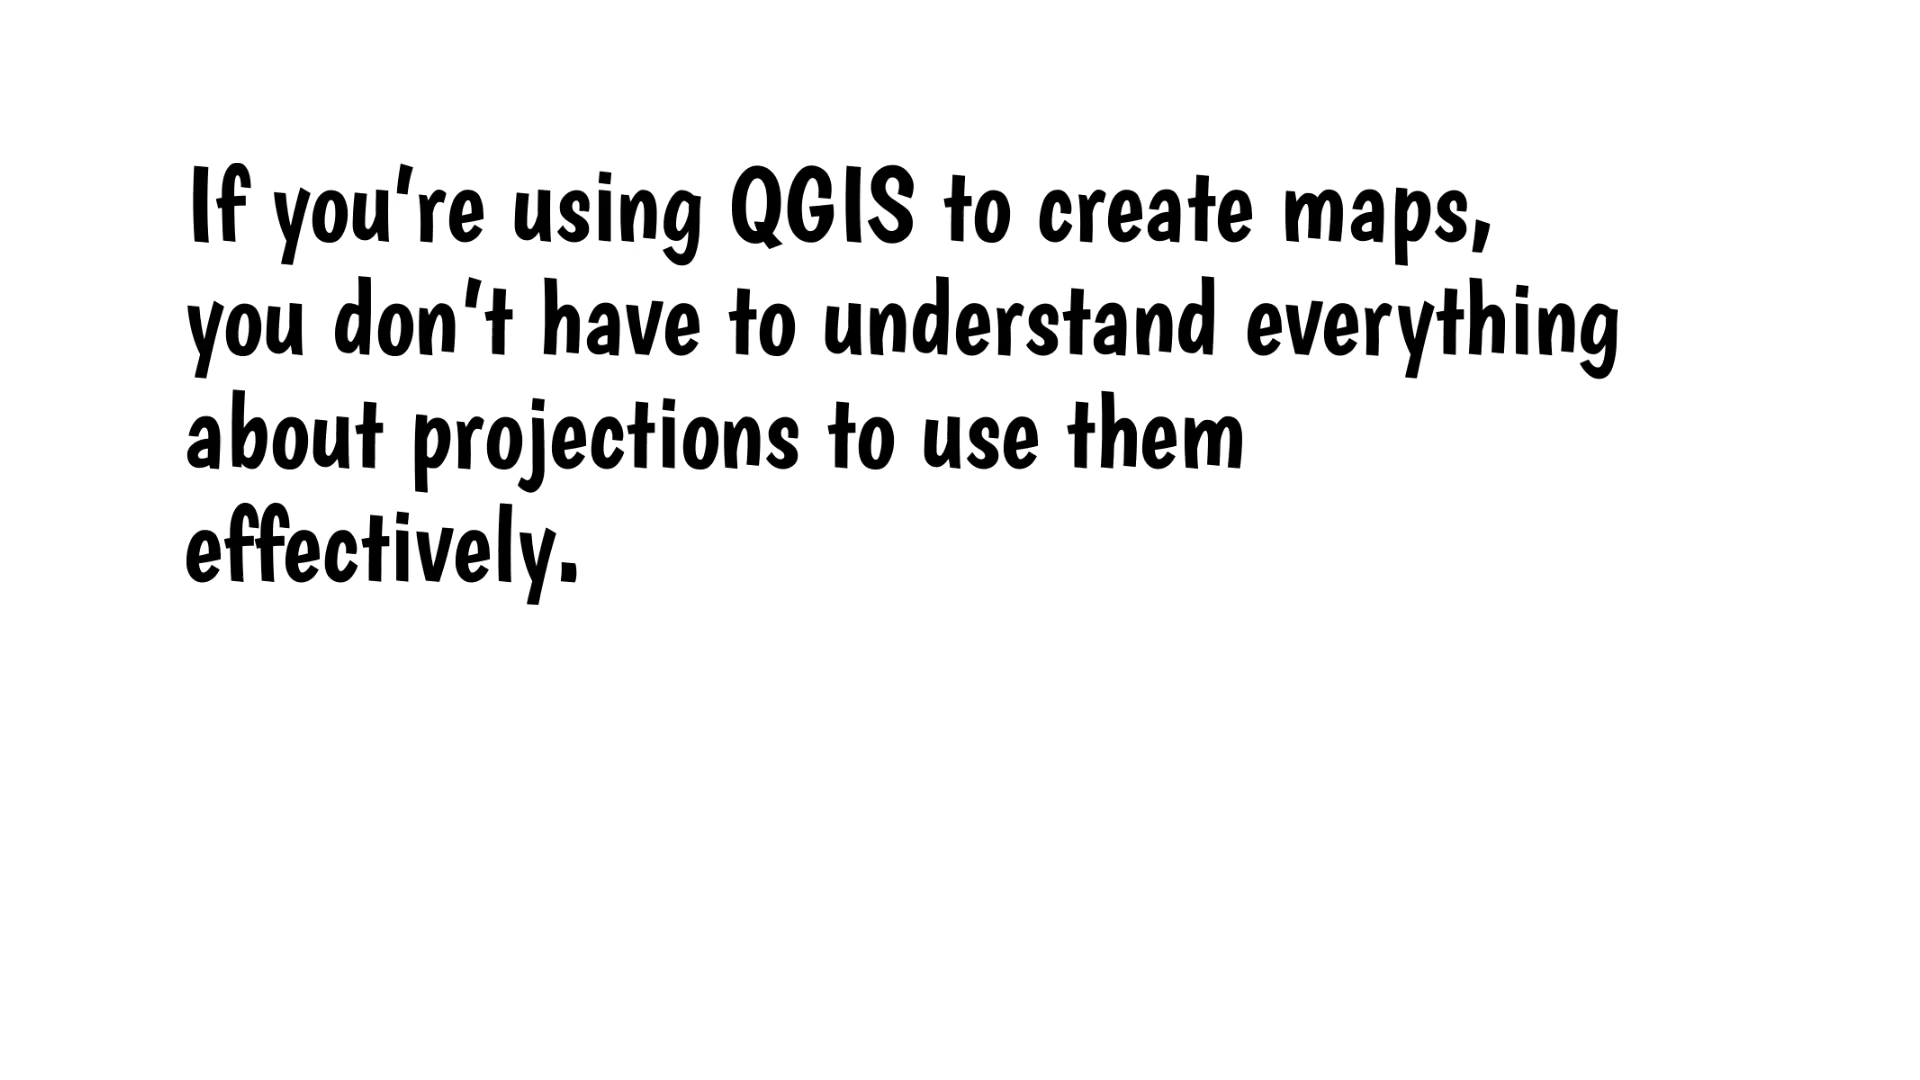 If you're using QGIS to create maps,
you don't have to understand everything
about projections to use them
effectively.